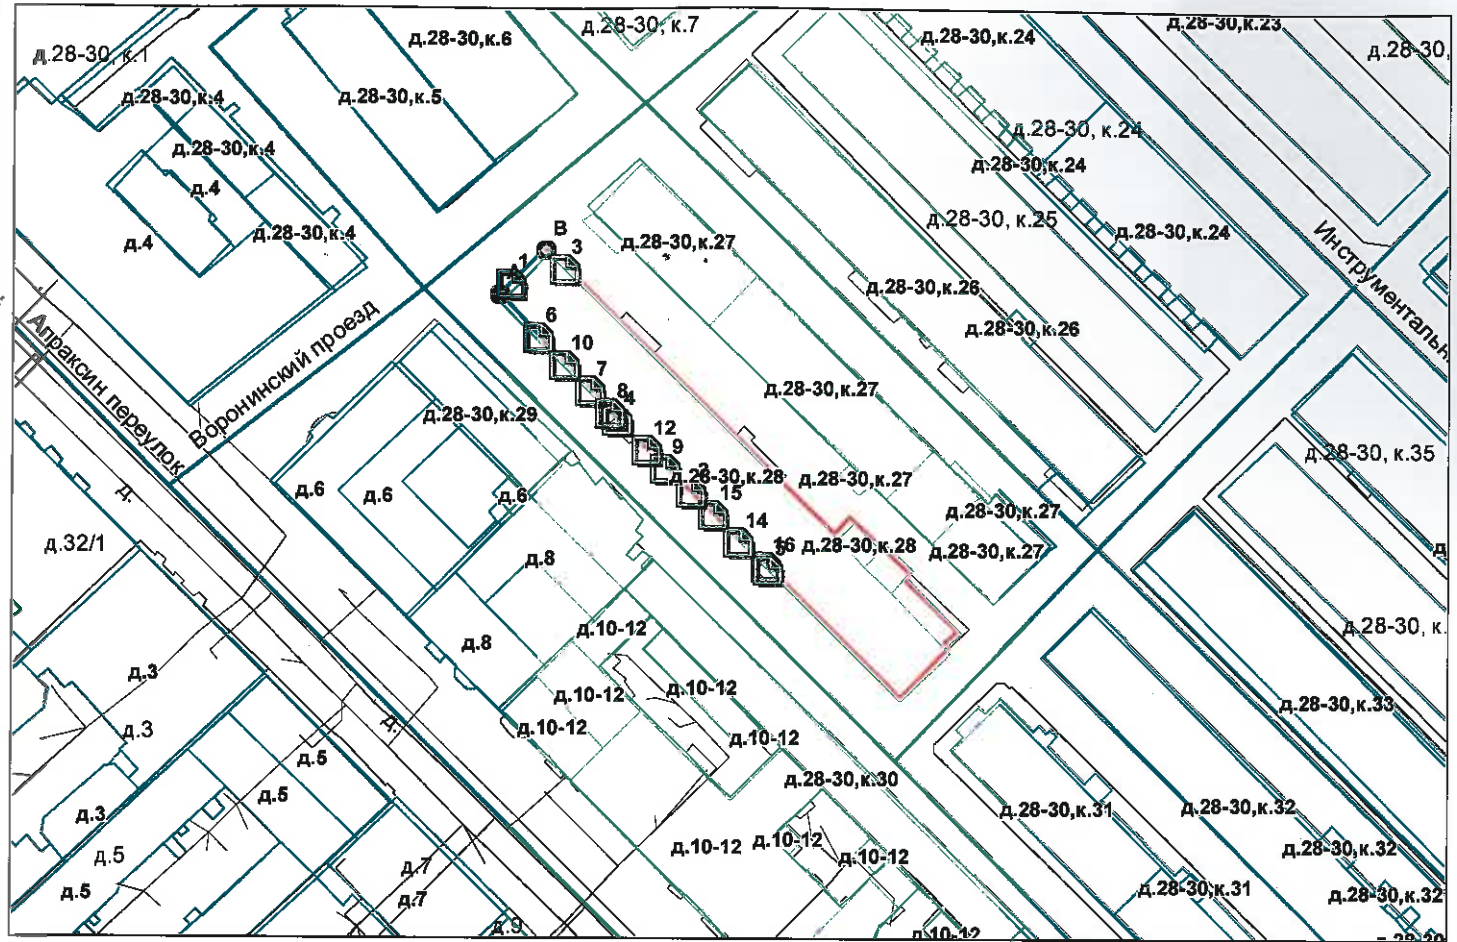 д.28-30, к.1
д.28-30,к.6
д.28-30, к.7
д.28-30,к.24
д.28-30,к.23
д.28-30,
д.28-30,к.4
д.28-30,к.5
д.28-30, к.24
д.28-30,к.4
д.28-30,к.24
д.4
д.28-30,к.4
д.4
В
3
1
д.28-30,к.27
д.28-30, к.25
д.28-30,к.24
Инструментальн
д.28-30,к.26
д.28-30,к.26
Апраксин переулок
Воронинский проезд
6
10
7
8
4
12
9
2
15
14
16
д.28-30,к.27
д.28-30,к.29
д.28-30,к.28
д.28-30,к.27
д.28-30, к.35
д.6
д.6
д.6
д.28-30,к.27
д.
д.32/1
д.28-30,к.28
д.28-30,к.27
д.8
д.8
д.10-12
д.28-30, к.
д.3
д.10-12
д.10-12
д.28-30,к.33
д.3
д.10-12
д.10-12
д.
д.5
д.28-30,к.30
д.5
д.3
д.28-30,к.31
д.28-30,к.32
д.5
д.10-12
д.10-12
д.10-12
д.28-30,к.32
д.7
д.5
д.7
д.28-30,к.31
д.28-30,к.32
д.9
д.10-12
д.28-30